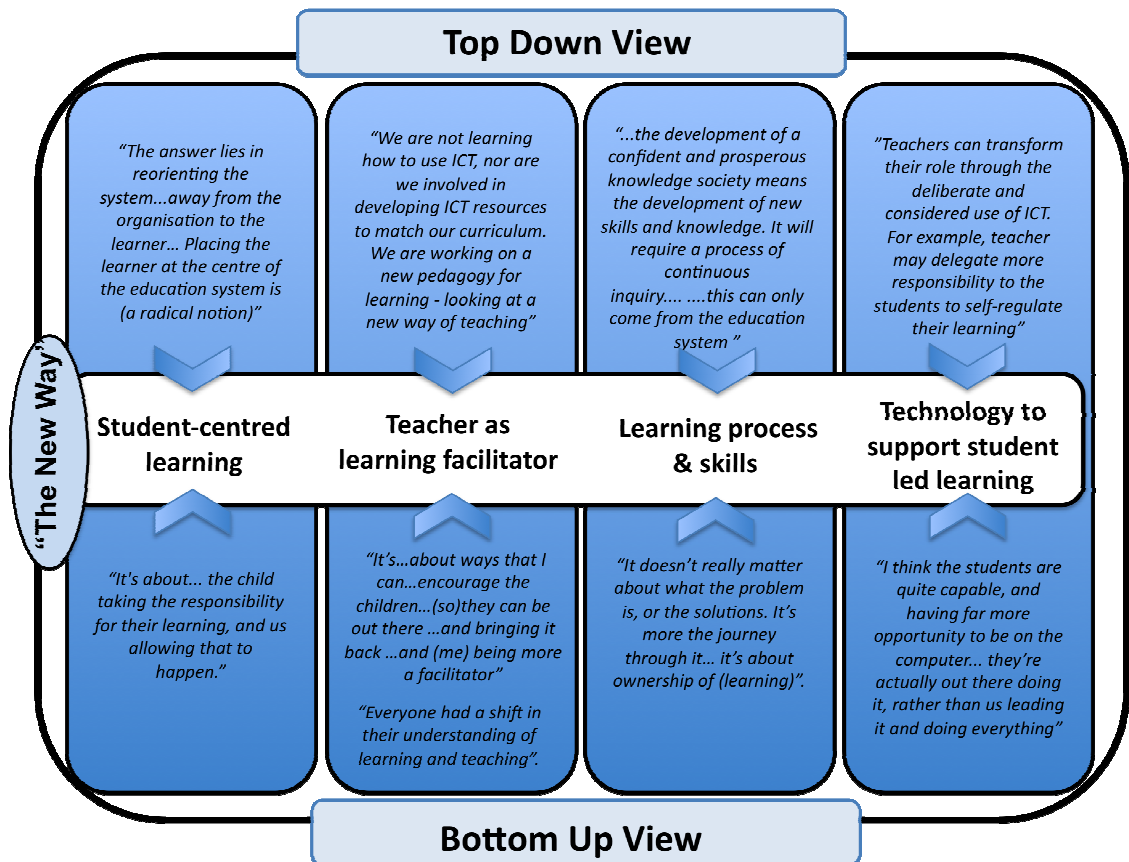 Top Down View
“The answer lies in
reorienting the
system...away from the
organisation to the
learner... Placing the
learner at the centre of
the education system is
(a radical notion)”
“We are not learning
how to use ICT, nor are
we involved in
developing ICT resources
to match our curriculum.
We are working on a
new pedagogy for
learning - looking at a
new way of teaching”
“...the development of a
confident and prosperous
knowledge society means
the development of new
skills and knowledge. It will
require a process of
continuous
inquiry.... ....this can only
come from the education
system ”
”Teachers can transform
their role through the
deliberate and
considered use of ICT.
For example, teacher
may delegate more
responsibility to the
students to self-regulate
their learning”
“The New Way”
Student-centred
learning
Teacher as
learning facilitator
Learning process
& skills
Technology to
support student
led learning
“It's about... the child
taking the responsibility
for their learning, and us
allowing that to
happen.”
“It’s...about ways that I
can...encourage the
children...(so)they can be
out there ...and bringing it
back ...and (me) being more
a facilitator”
“Everyone had a shift in
their understanding of
learning and teaching”.
“It doesn’t really matter
about what the problem
is, or the solutions. It’s
more the journey
through it... it’s about
ownership of (learning)”.
“I think the students are
quite capable, and
having far more
opportunity to be on the
computer... they’re
actually out there doing
it, rather than us leading
it and doing everything”
Bottom Up View